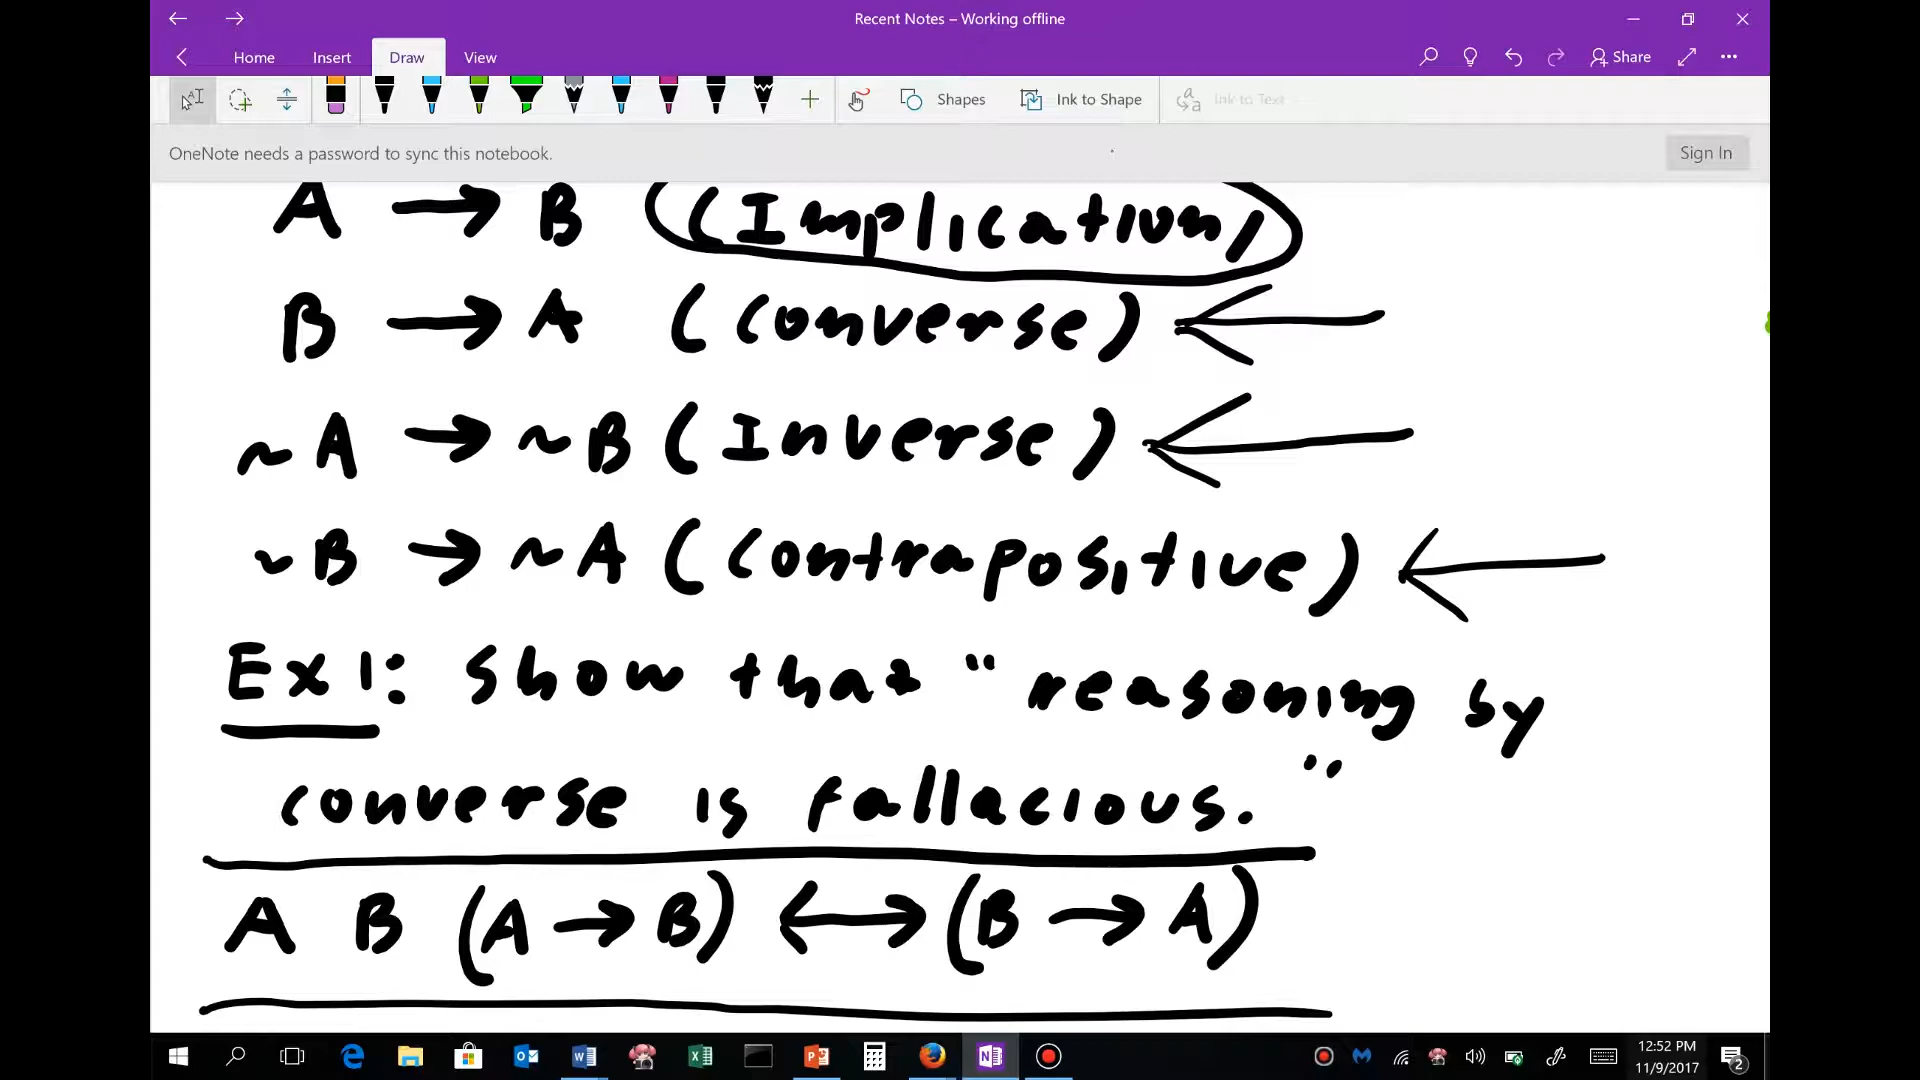 Recent Notes – Working offline
Home Insert Draw View Share
Shapes Ink to Shape Ink to Text
OneNote needs a password to sync this notebook. Sign In
A → B (Implication)
B → A (Converse) ←
~A → ~B (Inverse) ←
~B → ~A (Contrapositive) ←
Ex 1: Show that "reasoning by
converse is fallacious."
A B (A → B) ↔ (B → A)
12:52 PM
11/9/2017
2